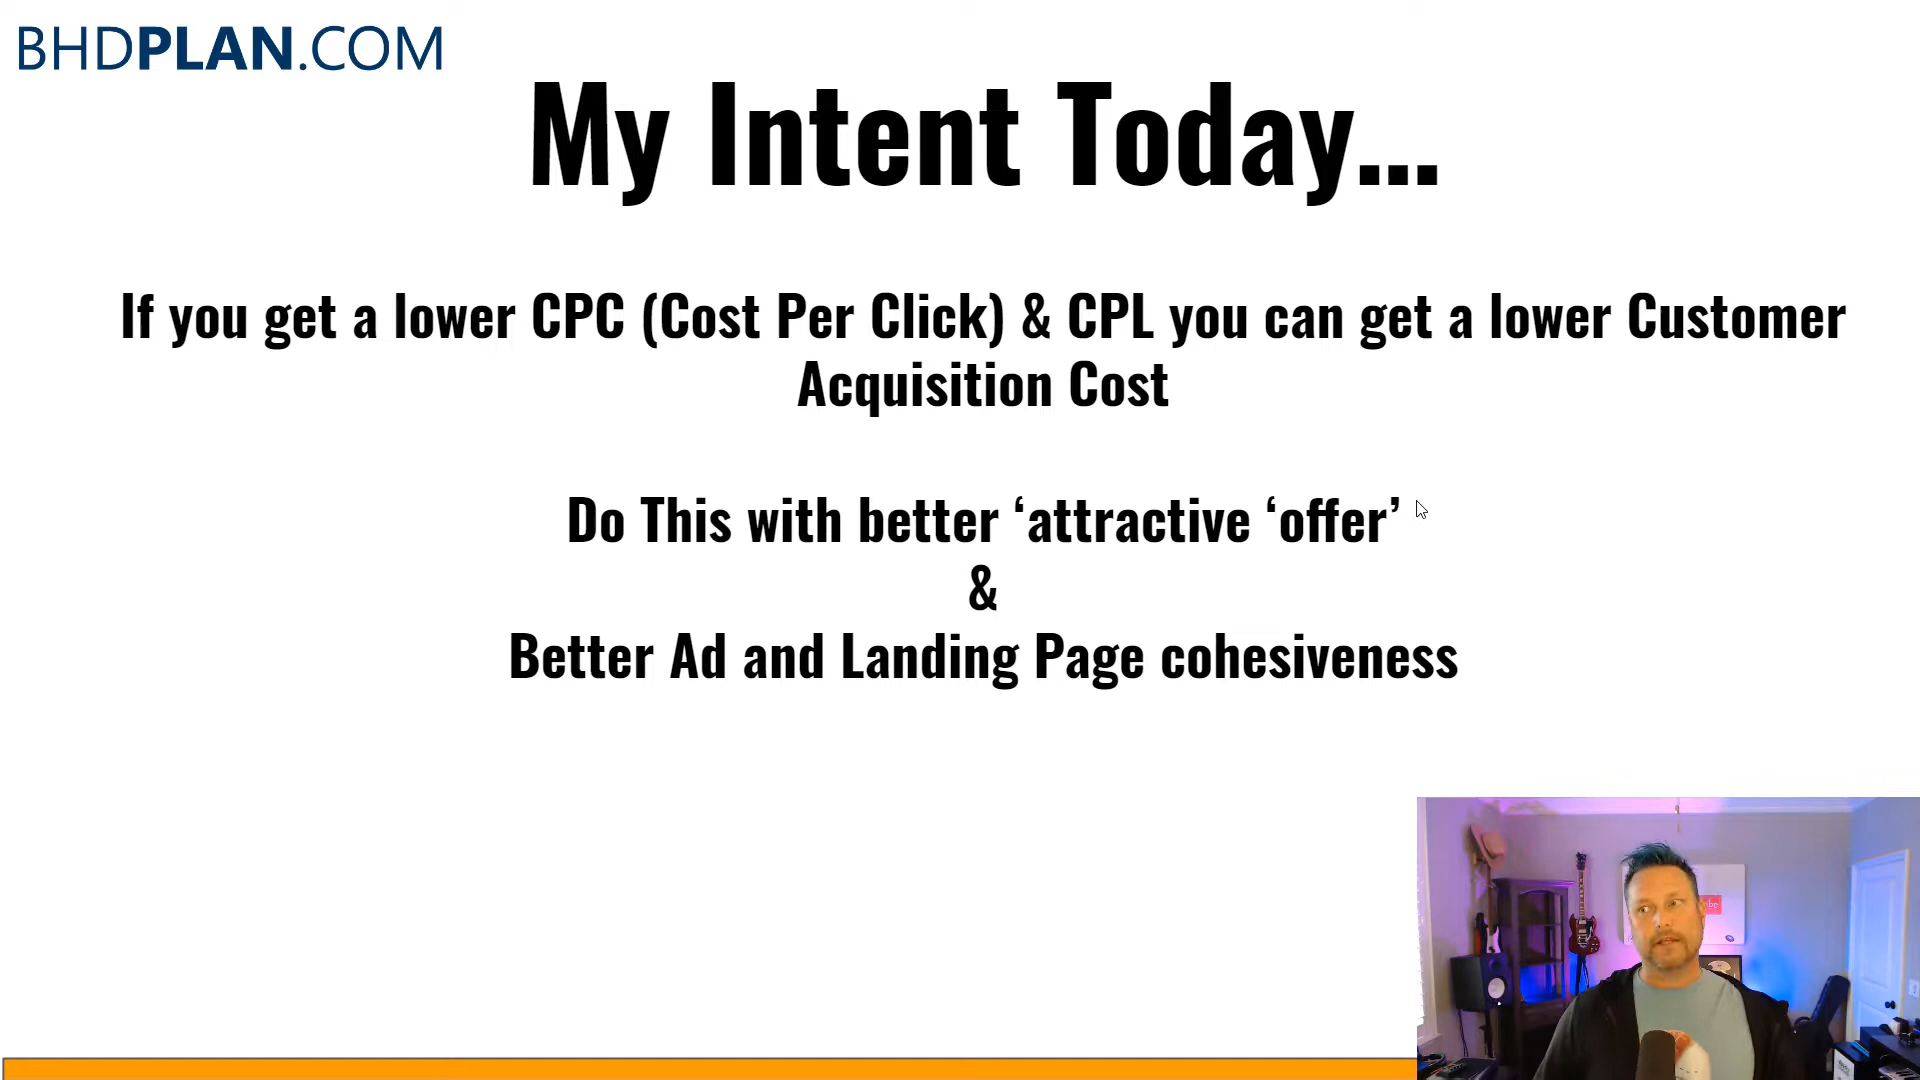 BHDPLAN.COM
My Intent Today...
If you get a lower CPC (Cost Per Click) & CPL you can get a lower Customer
Acquisition Cost
Do This with better ‘attractive ‘offer’
&
Better Ad and Landing Page cohesiveness